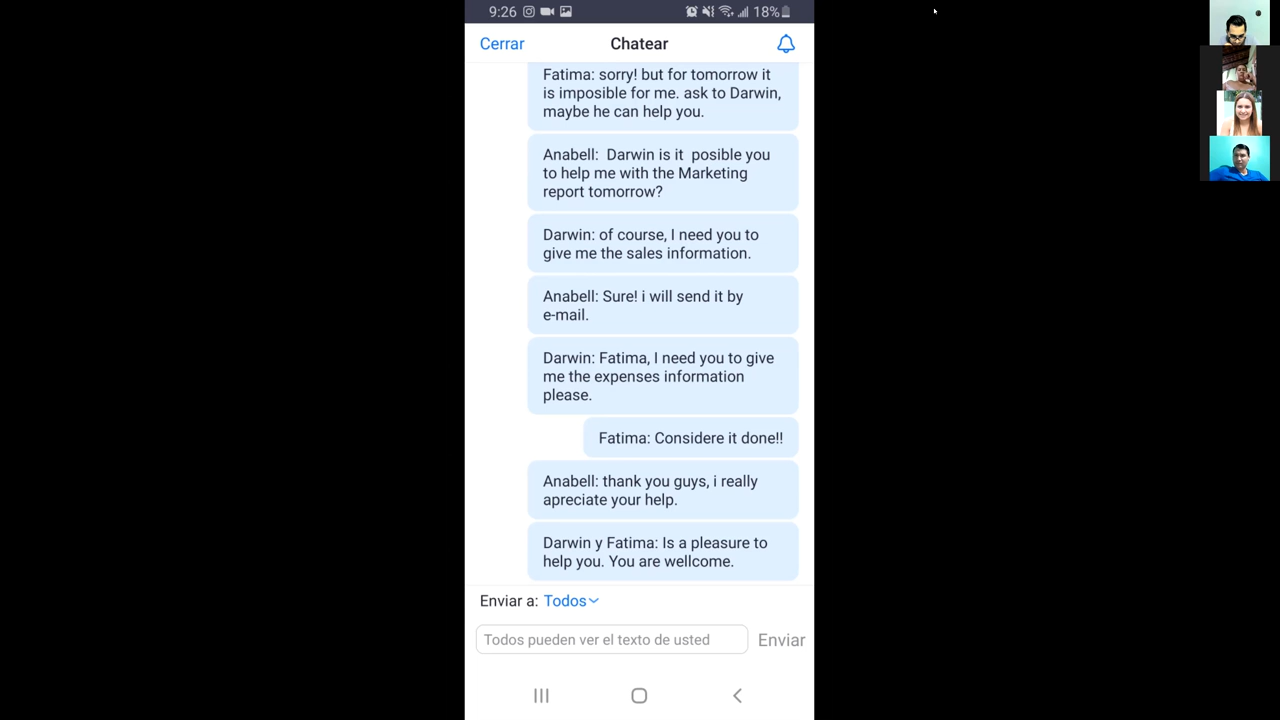 9:26 18%
Cerrar Chatear
Fatima: sorry! but for tomorrow it
is imposible for me. ask to Darwin,
maybe he can help you.
Anabell:  Darwin is it  posible you
to help me with the Marketing
report tomorrow?
Darwin: of course, I need you to
give me the sales information.
Anabell: Sure! i will send it by
e-mail.
Darwin: Fatima, I need you to give
me the expenses information
please.
Fatima: Considere it done!!
Anabell: thank you guys, i really
apreciate your help.
Darwin y Fatima: Is a pleasure to
help you. You are wellcome.
Enviar a: Todos
Todos pueden ver el texto de usted Enviar